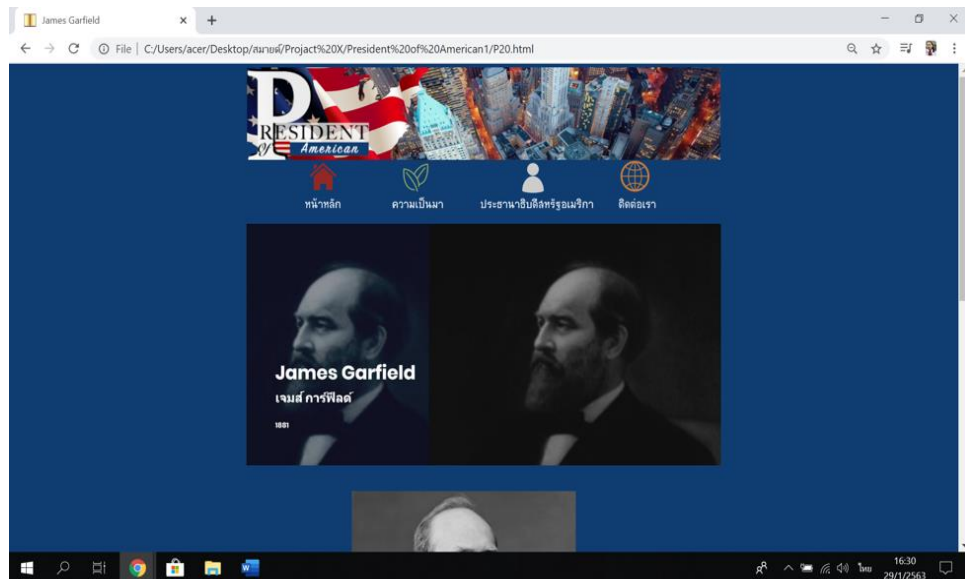 James Garfield
File C:/Users/acer/Desktop/สมายด์/Projact%20X/President%20of%20American1/P20.html
PRESIDENT
of American
หน้าหลัก ความเป็นมา ประธานาธิบดีสหรัฐอเมริกา ติดต่อเรา
James Garfield
เจมส์ การ์ฟีลด์
1881
16:30
ไทย
29/1/2563